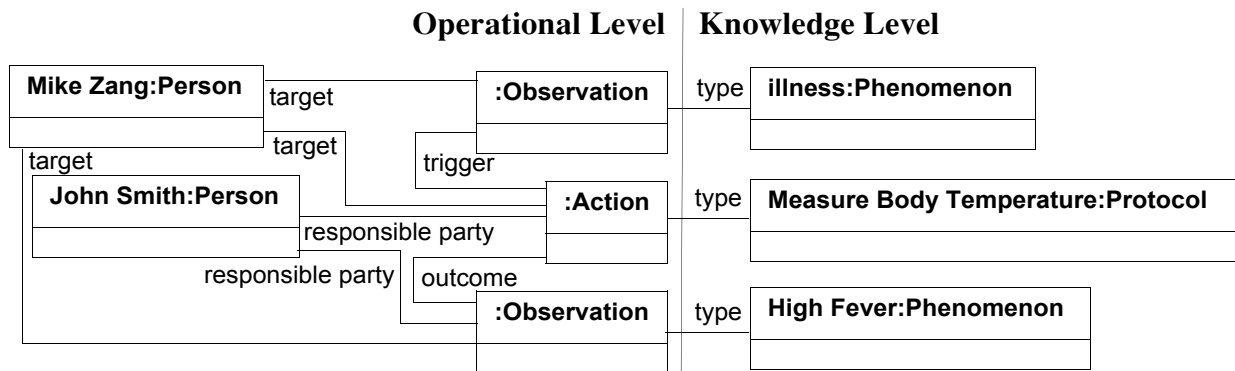 Operational Level Knowledge Level
Mike Zang:Person target :Observation type illness:Phenomenon
target trigger
target
John Smith:Person :Action type Measure Body Temperature:Protocol
responsible party
responsible party outcome
:Observation type High Fever:Phenomenon